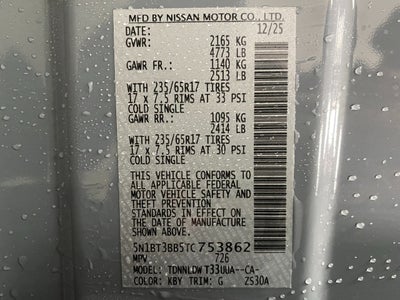 MFD BY NISSAN MOTOR CO., LTD.
DATE: 12/25
GVWR: 2165 KG
4773 LB
GAWR FR.: 1140 KG
2513 LB
WITH 235/65R17 TIRES
17 x 7.5 RIMS AT 33 PSI
COLD SINGLE
GAWR RR.: 1095 KG
2414 LB
WITH 235/65R17 TIRES
17 x 7.5 RIMS AT 30 PSI
COLD SINGLE
THIS VEHICLE CONFORMS TO
ALL APPLICABLE FEDERAL
MOTOR VEHICLE SAFETY AND
THEFT PREVENTION
STANDARDS IN EFFECT ON
THE DATE OF MANUFACTURE
SHOWN ABOVE.
5N1BT3BB5TC753862
MPV 726
MODEL: TDNNLDWT33UUA--CA-
COLOR: KBY TRIM: G ZS30A